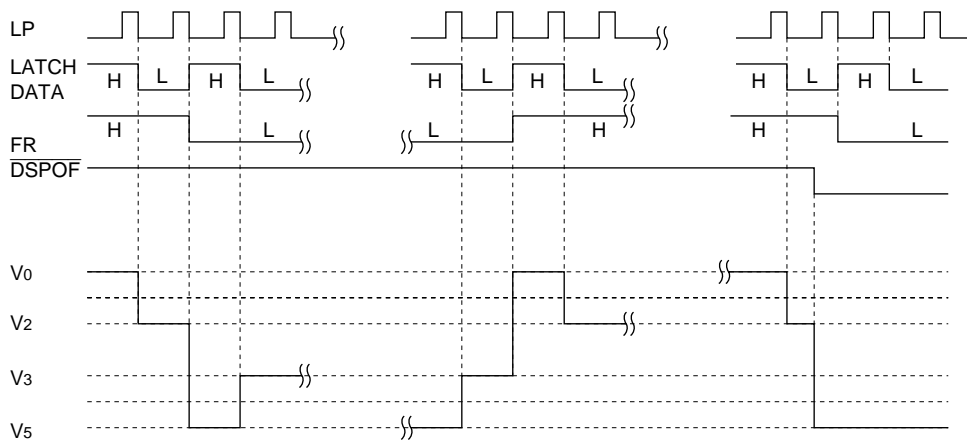 LP
LATCH
DATA
H L H L H L H L H L H L
FR
H L L H H L
DSPOF
V0
V2
V3
V5